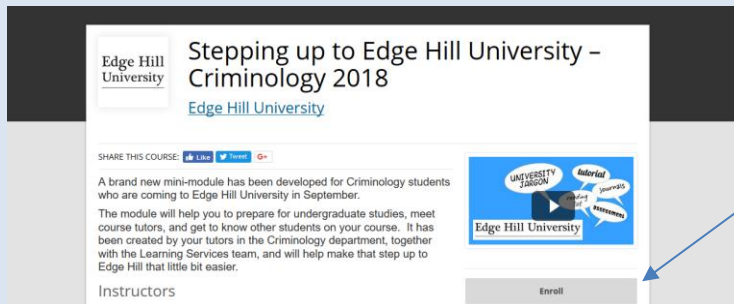 Edge Hill
University
Stepping up to Edge Hill University –
Criminology 2018
Edge Hill University
SHARE THIS COURSE: Like Tweet G+
A brand new mini-module has been developed for Criminology students
who are coming to Edge Hill University in September.
The module will help you to prepare for undergraduate studies, meet
course tutors, and get to know other students on your course. It has
been created by your tutors in the Criminology department, together
with the Learning Services team, and will help make that step up to
Edge Hill that little bit easier.
Instructors
UNIVERSITY
JARGON
tutorial
journals
reading
list
assessment
Edge Hill University
Enroll